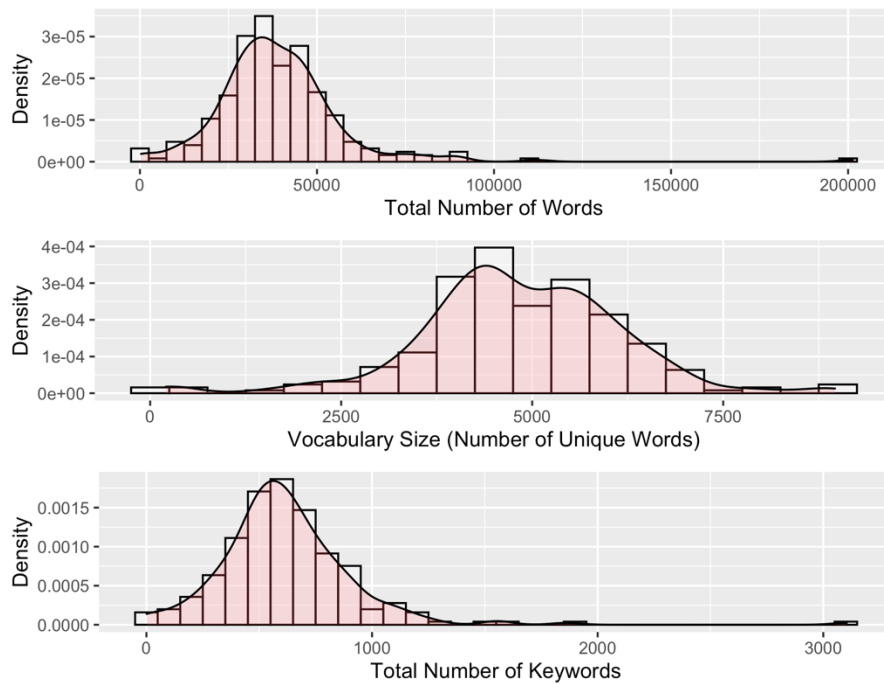 Density
3e-05
2e-05
1e-05
0e+00
0 50000 100000 150000 200000
Total Number of Words
Density
4e-04
3e-04
2e-04
1e-04
0e+00
0 2500 5000 7500
Vocabulary Size (Number of Unique Words)
Density
0.0015
0.0010
0.0005
0.0000
0 1000 2000 3000
Total Number of Keywords